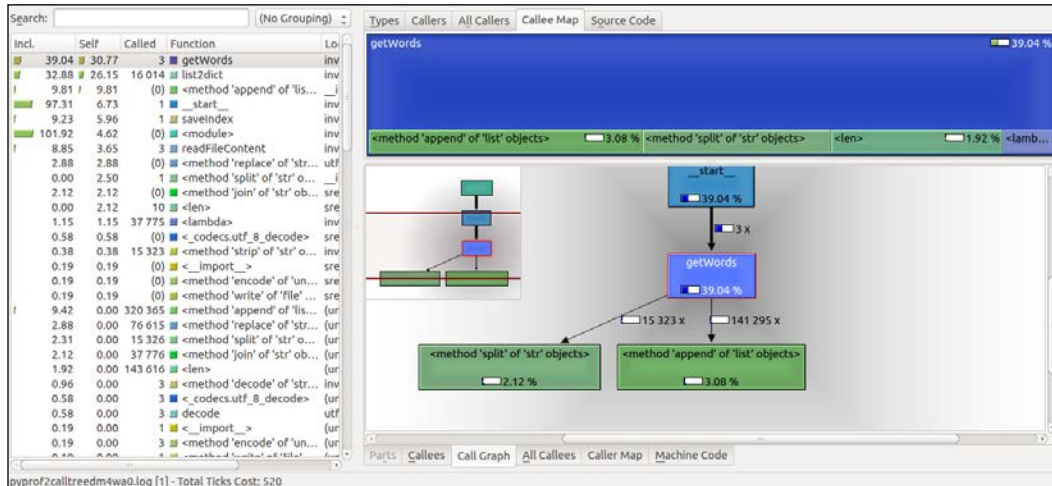 Search: (No Grouping)
Incl. Self Called Function Loc
39.04 30.77 3 getWords inv
32.88 26.15 16 014 list2dict inv
9.81 9.81 (0) <method 'append' of 'lis... __i
97.31 6.73 1 __start__ inv
9.23 5.96 1 saveIndex inv
101.92 4.62 (0) <module> inv
8.85 3.65 3 readFileContent inv
2.88 2.88 (0) <method 'replace' of 'str... utf
0.00 2.50 1 <method 'split' of 'str' o... __i
2.12 2.12 (0) <method 'join' of 'str' ob... sre
0.00 2.12 10 <len> sre
1.15 1.15 37 775 <lambda> inv
0.58 0.58 (0) <_codecs.utf_8_decode> sre
0.38 0.38 15 323 <method 'strip' of 'str' o... inv
0.19 0.19 (0) <__import__> sre
0.19 0.19 (0) <method 'encode' of 'un... sre
0.19 0.19 (0) <method 'write' of 'file' ... sre
9.42 0.00 320 365 <method 'append' of 'lis... (ur
2.88 0.00 76 615 <method 'replace' of 'str... (ur
2.31 0.00 15 326 <method 'split' of 'str' o... (ur
2.12 0.00 37 776 <method 'join' of 'str' ob... (ur
1.92 0.00 143 616 <len> (ur
0.96 0.00 3 <method 'decode' of 'str... inv
0.58 0.00 3 <_codecs.utf_8_decode> (ur
0.58 0.00 3 decode utf
0.19 0.00 1 <__import__> (ur
0.19 0.00 3 <method 'encode' of 'un... (ur
Types Callers All Callers Callee Map Source Code
getWords 39.04 %
<method 'append' of 'list' objects> 3.08 % <method 'split' of 'str' objects> <len> 1.92 % <lamb...
__start__
39.04 %
3 x
getWords
39.04 %
15 323 x 141 295 x
<method 'split' of 'str' objects> <method 'append' of 'list' objects>
2.12 % 3.08 %
Parts Callees Call Graph All Callees Caller Map Machine Code
pyprof2calltreedm4wa0.log [1] - Total Ticks Cost: 520